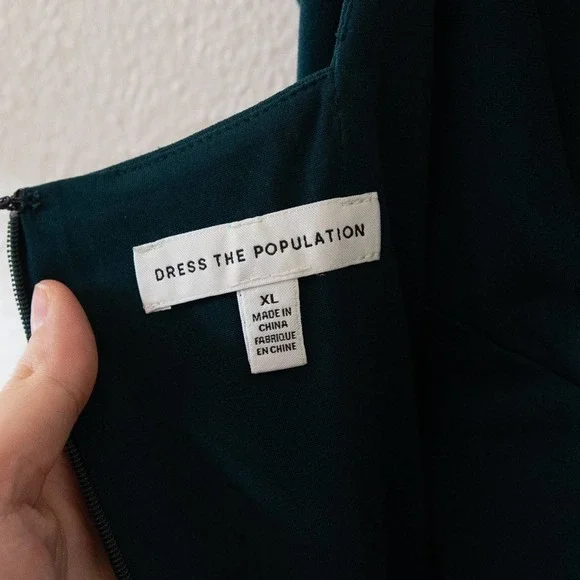 DRESS THE POPULATION
XL
MADE IN
CHINA
FABRIQUE
EN CHINE